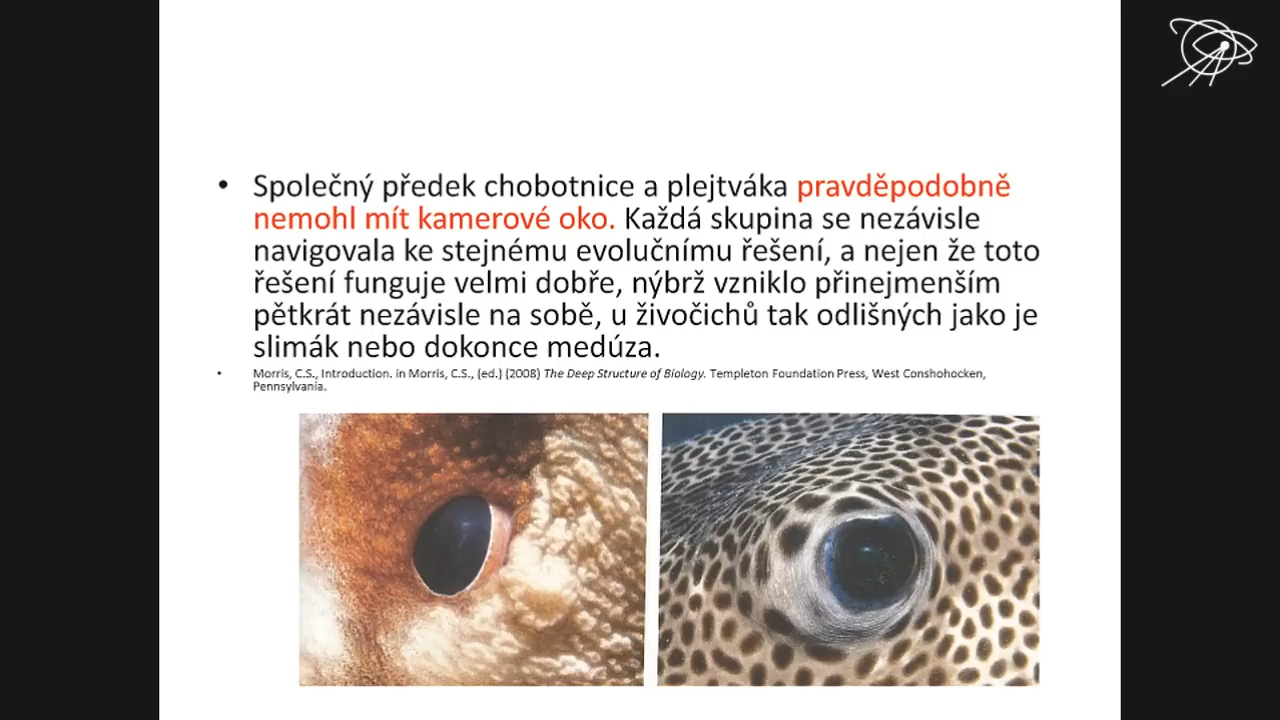 • Společný předek chobotnice a plejtváka pravděpodobně
nemohl mít kamerové oko. Každá skupina se nezávisle
navigovala ke stejnému evolučnímu řešení, a nejen že toto
řešení funguje velmi dobře, nýbrž vzniklo přinejmenším
pětkrát nezávisle na sobě, u živočichů tak odlišných jako je
slimák nebo dokonce medúza.
• Morris, C.S., Introduction. in Morris, C.S., (ed.) (2008) The Deep Structure of Biology. Templeton Foundation Press, West Conshohocken,
Pennsylvania.